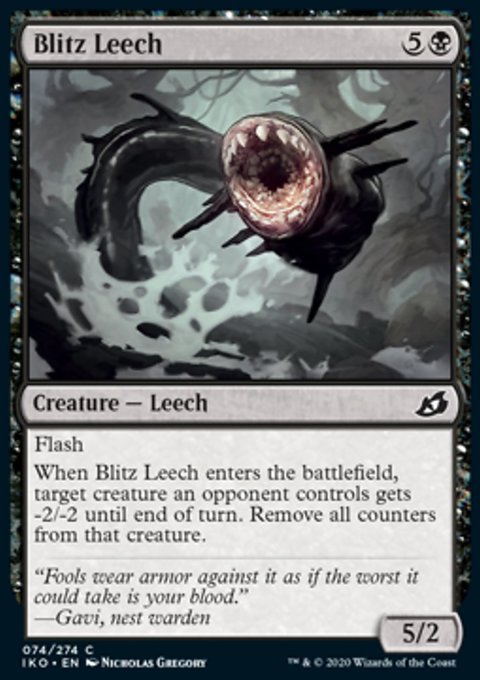 Blitz Leech 5
Creature — Leech
Flash
When Blitz Leech enters the battlefield,
target creature an opponent controls gets
-2/-2 until end of turn. Remove all counters
from that creature.
“Fools wear armor against it as if the worst it
could take is your blood.”
—Gavi, nest warden
5/2
074/274 C
IKO • EN Nicholas Gregory
™ & © 2020 Wizards of the Coast